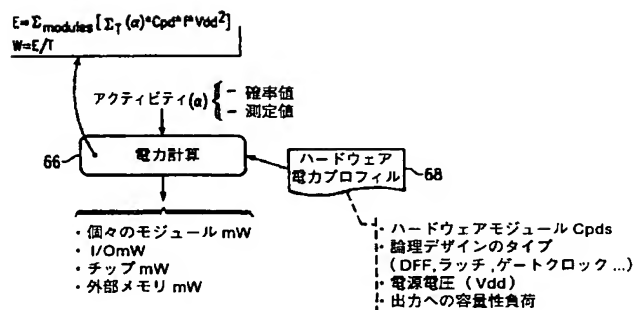 E=Σmodules[ΣT(α)*Cpd*f*Vdd²]
W=E/T
アクティビティ(α)
- 確率値
- 測定値
66
電力計算
ハードウェア
電力プロフィル
68
・個々のモジュール mW
・I/OmW
・チップ mW
・外部メモリ mW
・ハードウェアモジュール Cpds
・論理デザインのタイプ
(DFF,ラッチ,ゲートクロック...)
・電源電圧(Vdd)
・出力への容量性負荷